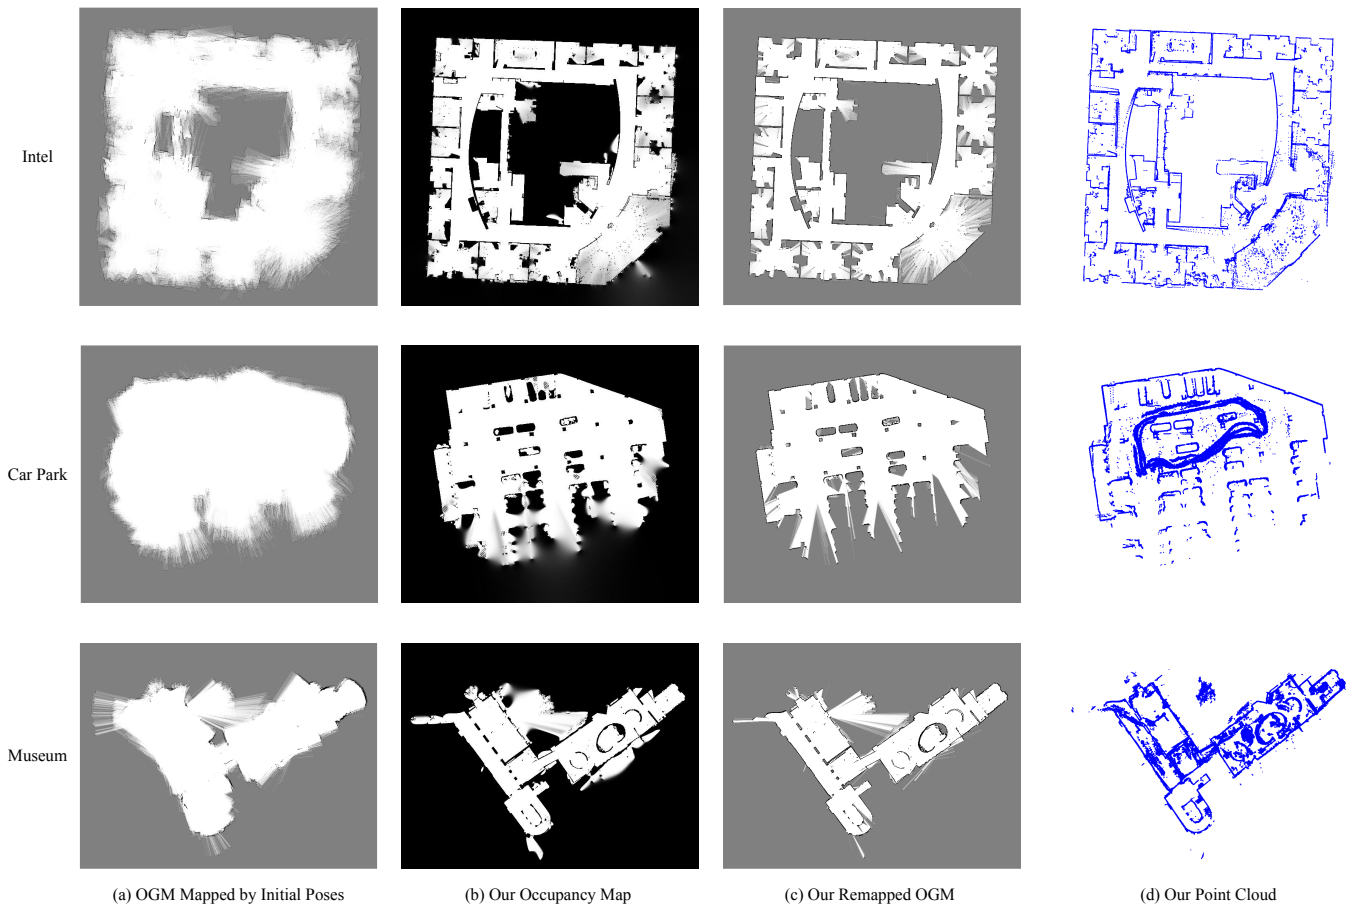 Intel
Car Park
Museum
(a) OGM Mapped by Initial Poses
(b) Our Occupancy Map
(c) Our Remapped OGM
(d) Our Point Cloud